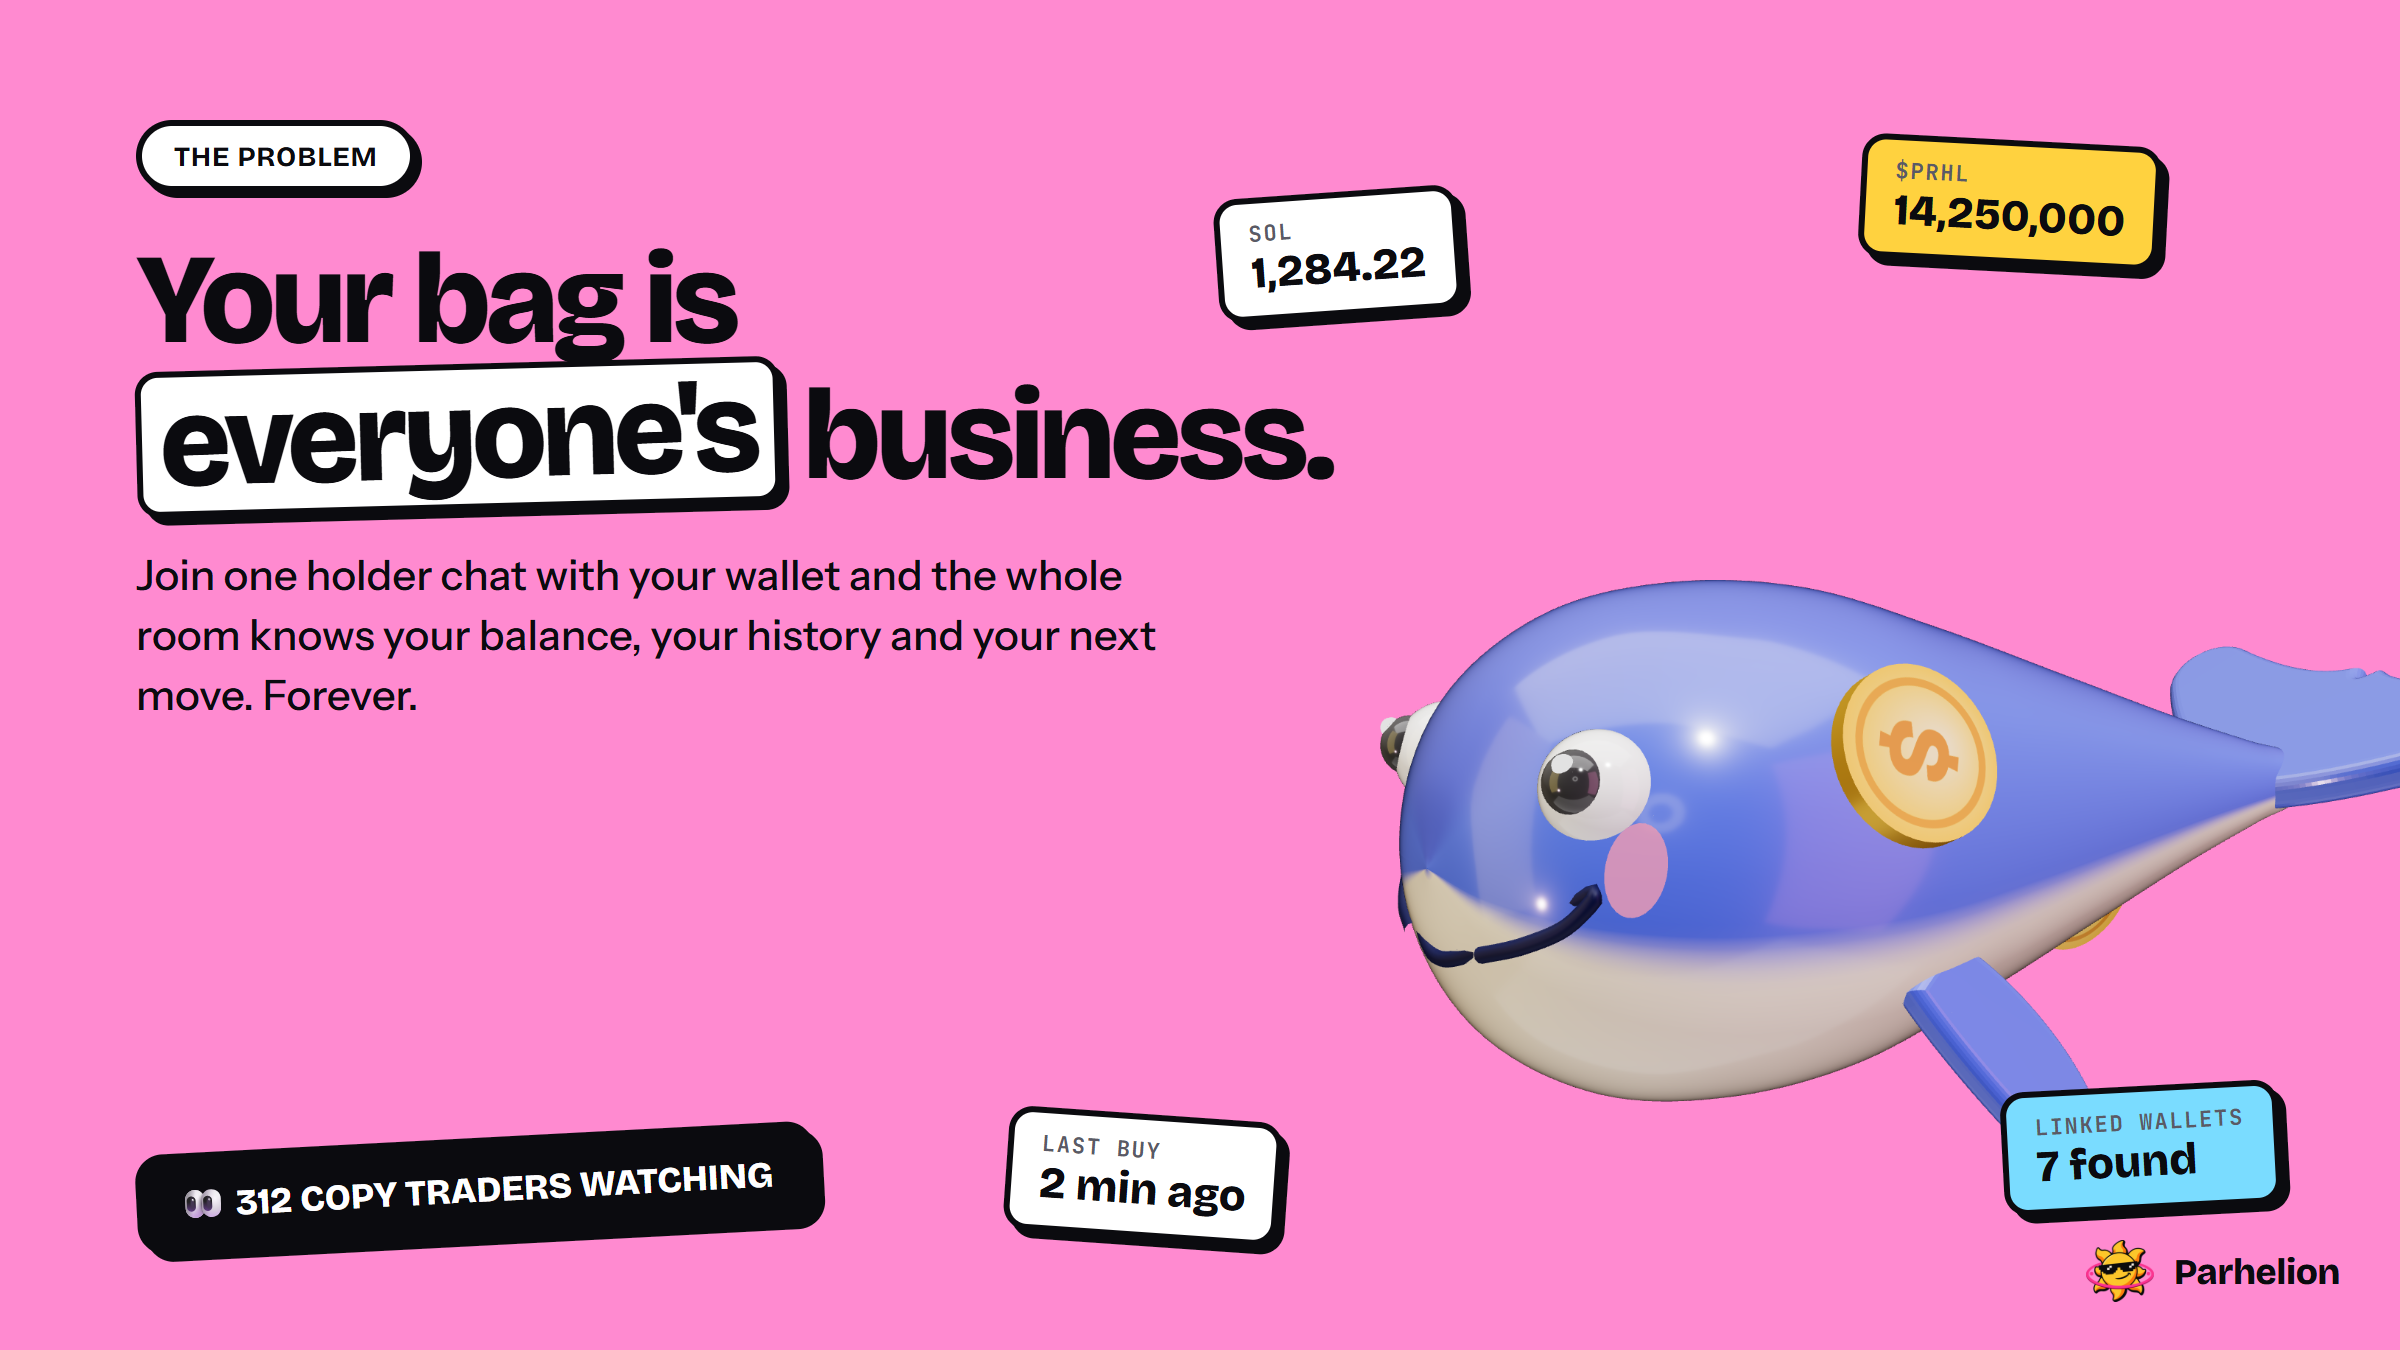 THE PROBLEM
Your bag is
everyone's business.
Join one holder chat with your wallet and the whole
room knows your balance, your history and your next
move. Forever.
SOL
1,284.22
$PRHL
14,250,000
$
👀 312 COPY TRADERS WATCHING
LAST BUY
2 min ago
LINKED WALLETS
7 found
Parhelion